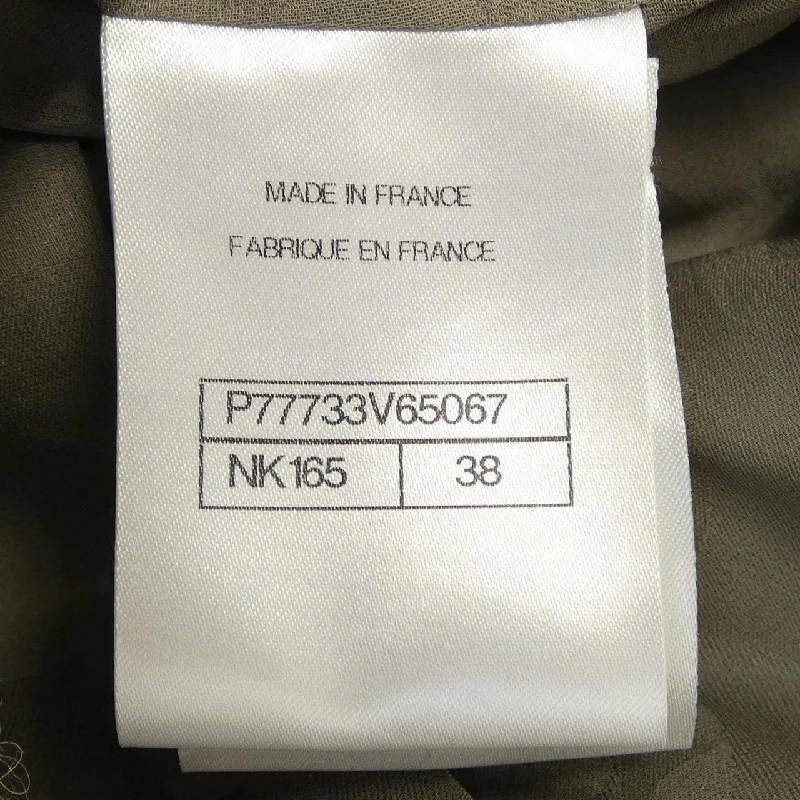 MADE IN FRANCE
FABRIQUE EN FRANCE
P77733V65067
NK165 38